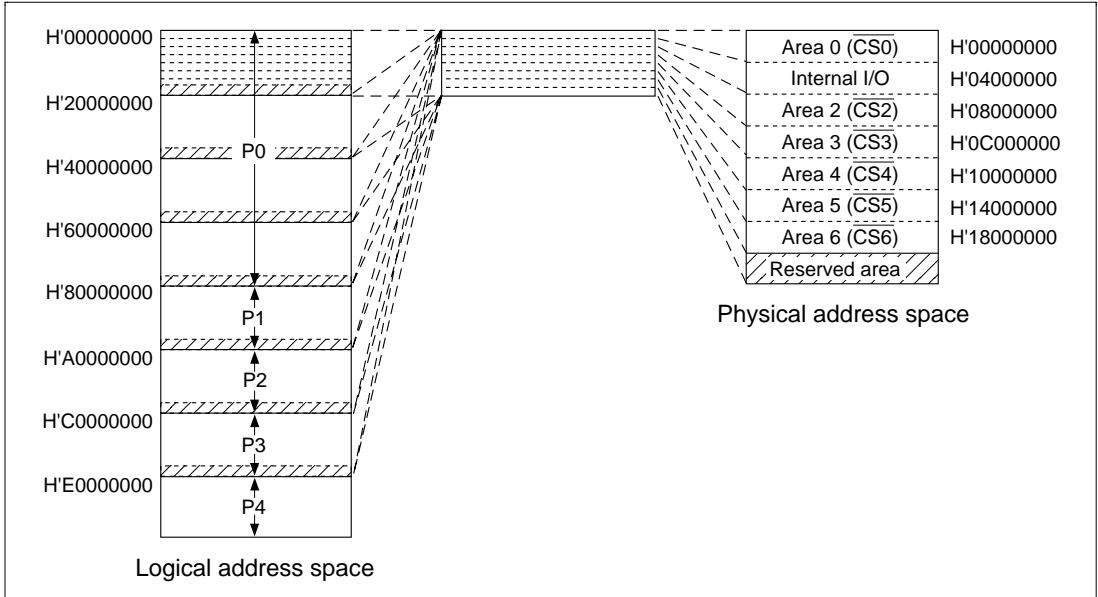 H'00000000
H'20000000
H'40000000
H'60000000
H'80000000
H'A0000000
H'C0000000
H'E0000000
P0
P1
P2
P3
P4
Logical address space
Area 0 (CS0)
Internal I/O
Area 2 (CS2)
Area 3 (CS3)
Area 4 (CS4)
Area 5 (CS5)
Area 6 (CS6)
Reserved area
H'00000000
H'04000000
H'08000000
H'0C000000
H'10000000
H'14000000
H'18000000
Physical address space